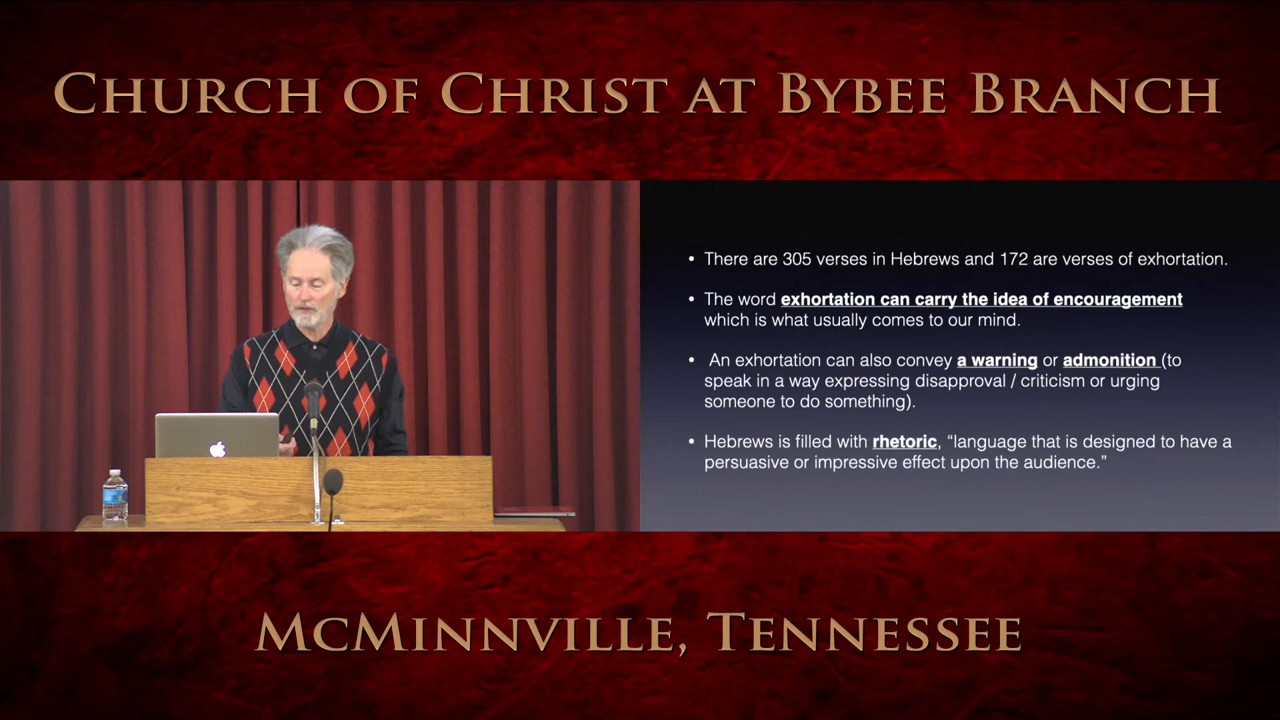 Church of Christ at Bybee Branch
• There are 305 verses in Hebrews and 172 are verses of exhortation.
• The word exhortation can carry the idea of encouragement
which is what usually comes to our mind.
• An exhortation can also convey a warning or admonition (to
speak in a way expressing disapproval / criticism or urging
someone to do something).
• Hebrews is filled with rhetoric, “language that is designed to have a
persuasive or impressive effect upon the audience.”
McMinnville, Tennessee